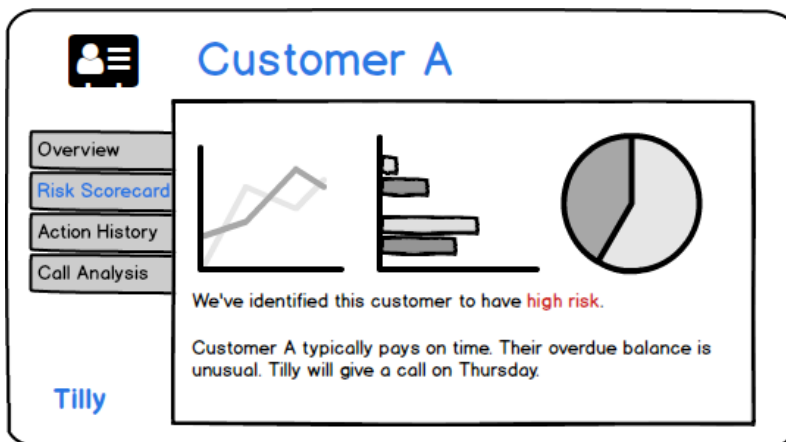 Customer A
Overview
Risk Scorecard
Action History
Call Analysis
We've identified this customer to have high risk.
Customer A typically pays on time. Their overdue balance is
unusual. Tilly will give a call on Thursday.
Tilly